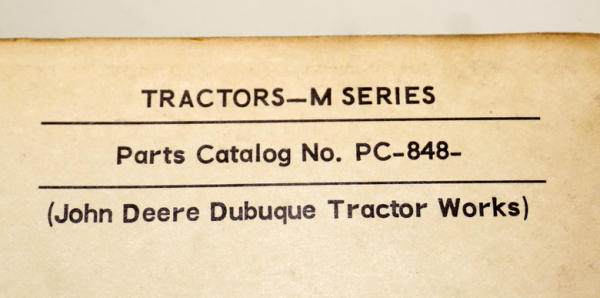 TRACTORS—M SERIES
Parts Catalog No. PC-848-
(John Deere Dubuque Tractor Works)